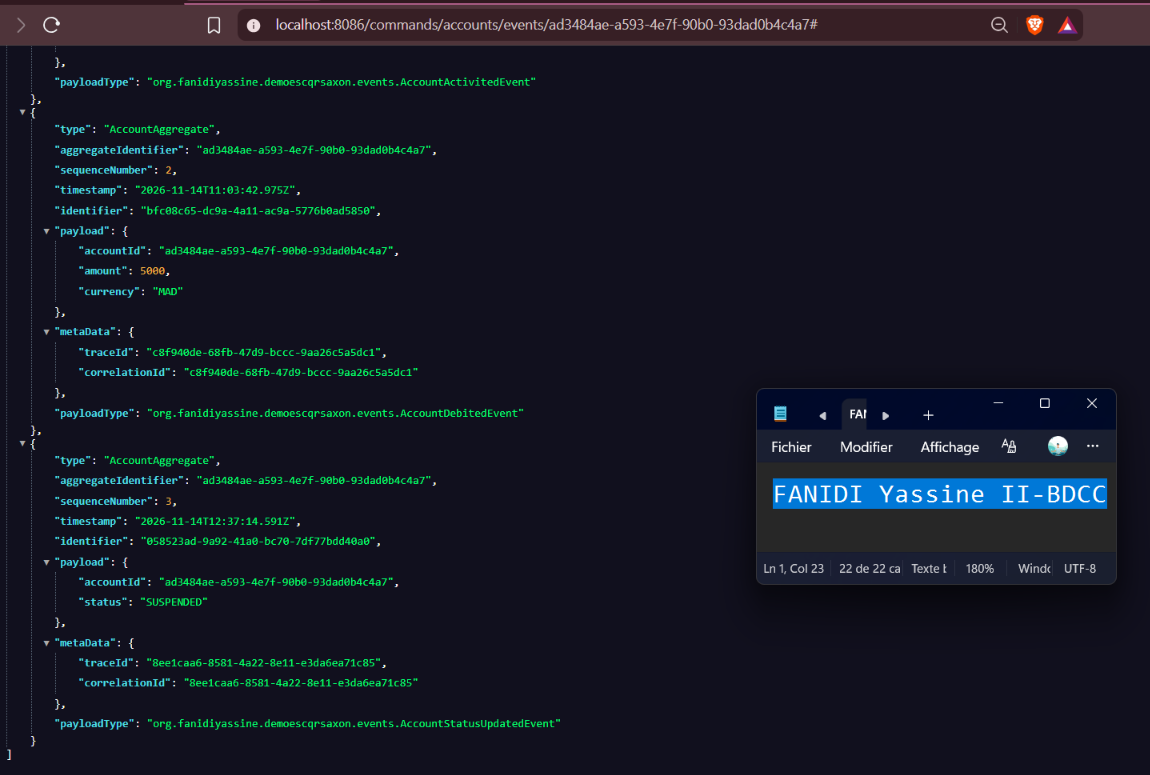 localhost:8086/commands/accounts/events/ad3484ae-a593-4e7f-90b0-93dad0b4c4a7#
},
"payloadType": "org.fanidiyassine.demoescqrsaxon.events.AccountActivitedEvent"
},
{
"type": "AccountAggregate",
"aggregateIdentifier": "ad3484ae-a593-4e7f-90b0-93dad0b4c4a7",
"sequenceNumber": 2,
"timestamp": "2026-11-14T11:03:42.975Z",
"identifier": "bfc08c65-dc9a-4a11-ac9a-5776b0ad5850",
"payload": {
"accountId": "ad3484ae-a593-4e7f-90b0-93dad0b4c4a7",
"amount": 5000,
"currency": "MAD"
},
"metaData": {
"traceId": "c8f940de-68fb-47d9-bccc-9aa26c5a5dc1",
"correlationId": "c8f940de-68fb-47d9-bccc-9aa26c5a5dc1"
},
"payloadType": "org.fanidiyassine.demoescqrsaxon.events.AccountDebitedEvent"
},
{
"type": "AccountAggregate",
"aggregateIdentifier": "ad3484ae-a593-4e7f-90b0-93dad0b4c4a7",
"sequenceNumber": 3,
"timestamp": "2026-11-14T12:37:14.591Z",
"identifier": "058523ad-9a92-41a0-bc70-7df77bdd40a0",
"payload": {
"accountId": "ad3484ae-a593-4e7f-90b0-93dad0b4c4a7",
"status": "SUSPENDED"
},
"metaData": {
"traceId": "8ee1caa6-8581-4a22-8e11-e3da6ea71c85",
"correlationId": "8ee1caa6-8581-4a22-8e11-e3da6ea71c85"
},
"payloadType": "org.fanidiyassine.demoescqrsaxon.events.AccountStatusUpdatedEvent"
}
]
FAN
Fichier Modifier Affichage
FANIDI Yassine II-BDCC
Ln 1, Col 23 22 de 22 ca Texte b 180% Windo UTF-8